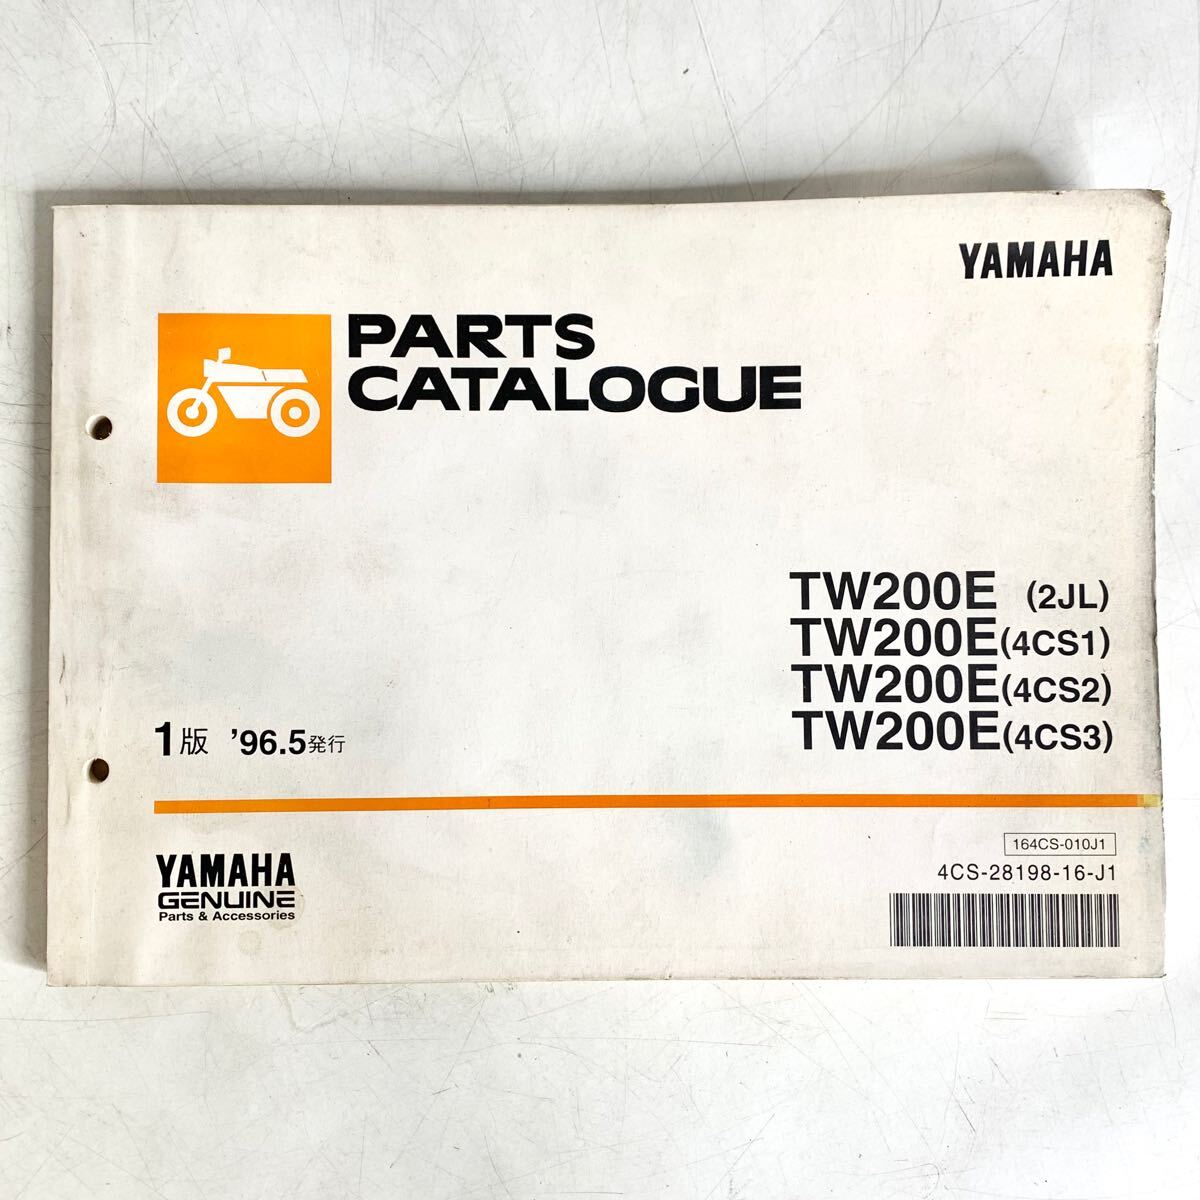 YAMAHA
PARTS
CATALOGUE
TW200E (2JL)
TW200E(4CS1)
TW200E(4CS2)
TW200E(4CS3)
1版 ’96.5発行
YAMAHA
GENUINE
Parts & Accessories
164CS-010J1
4CS-28198-16-J1